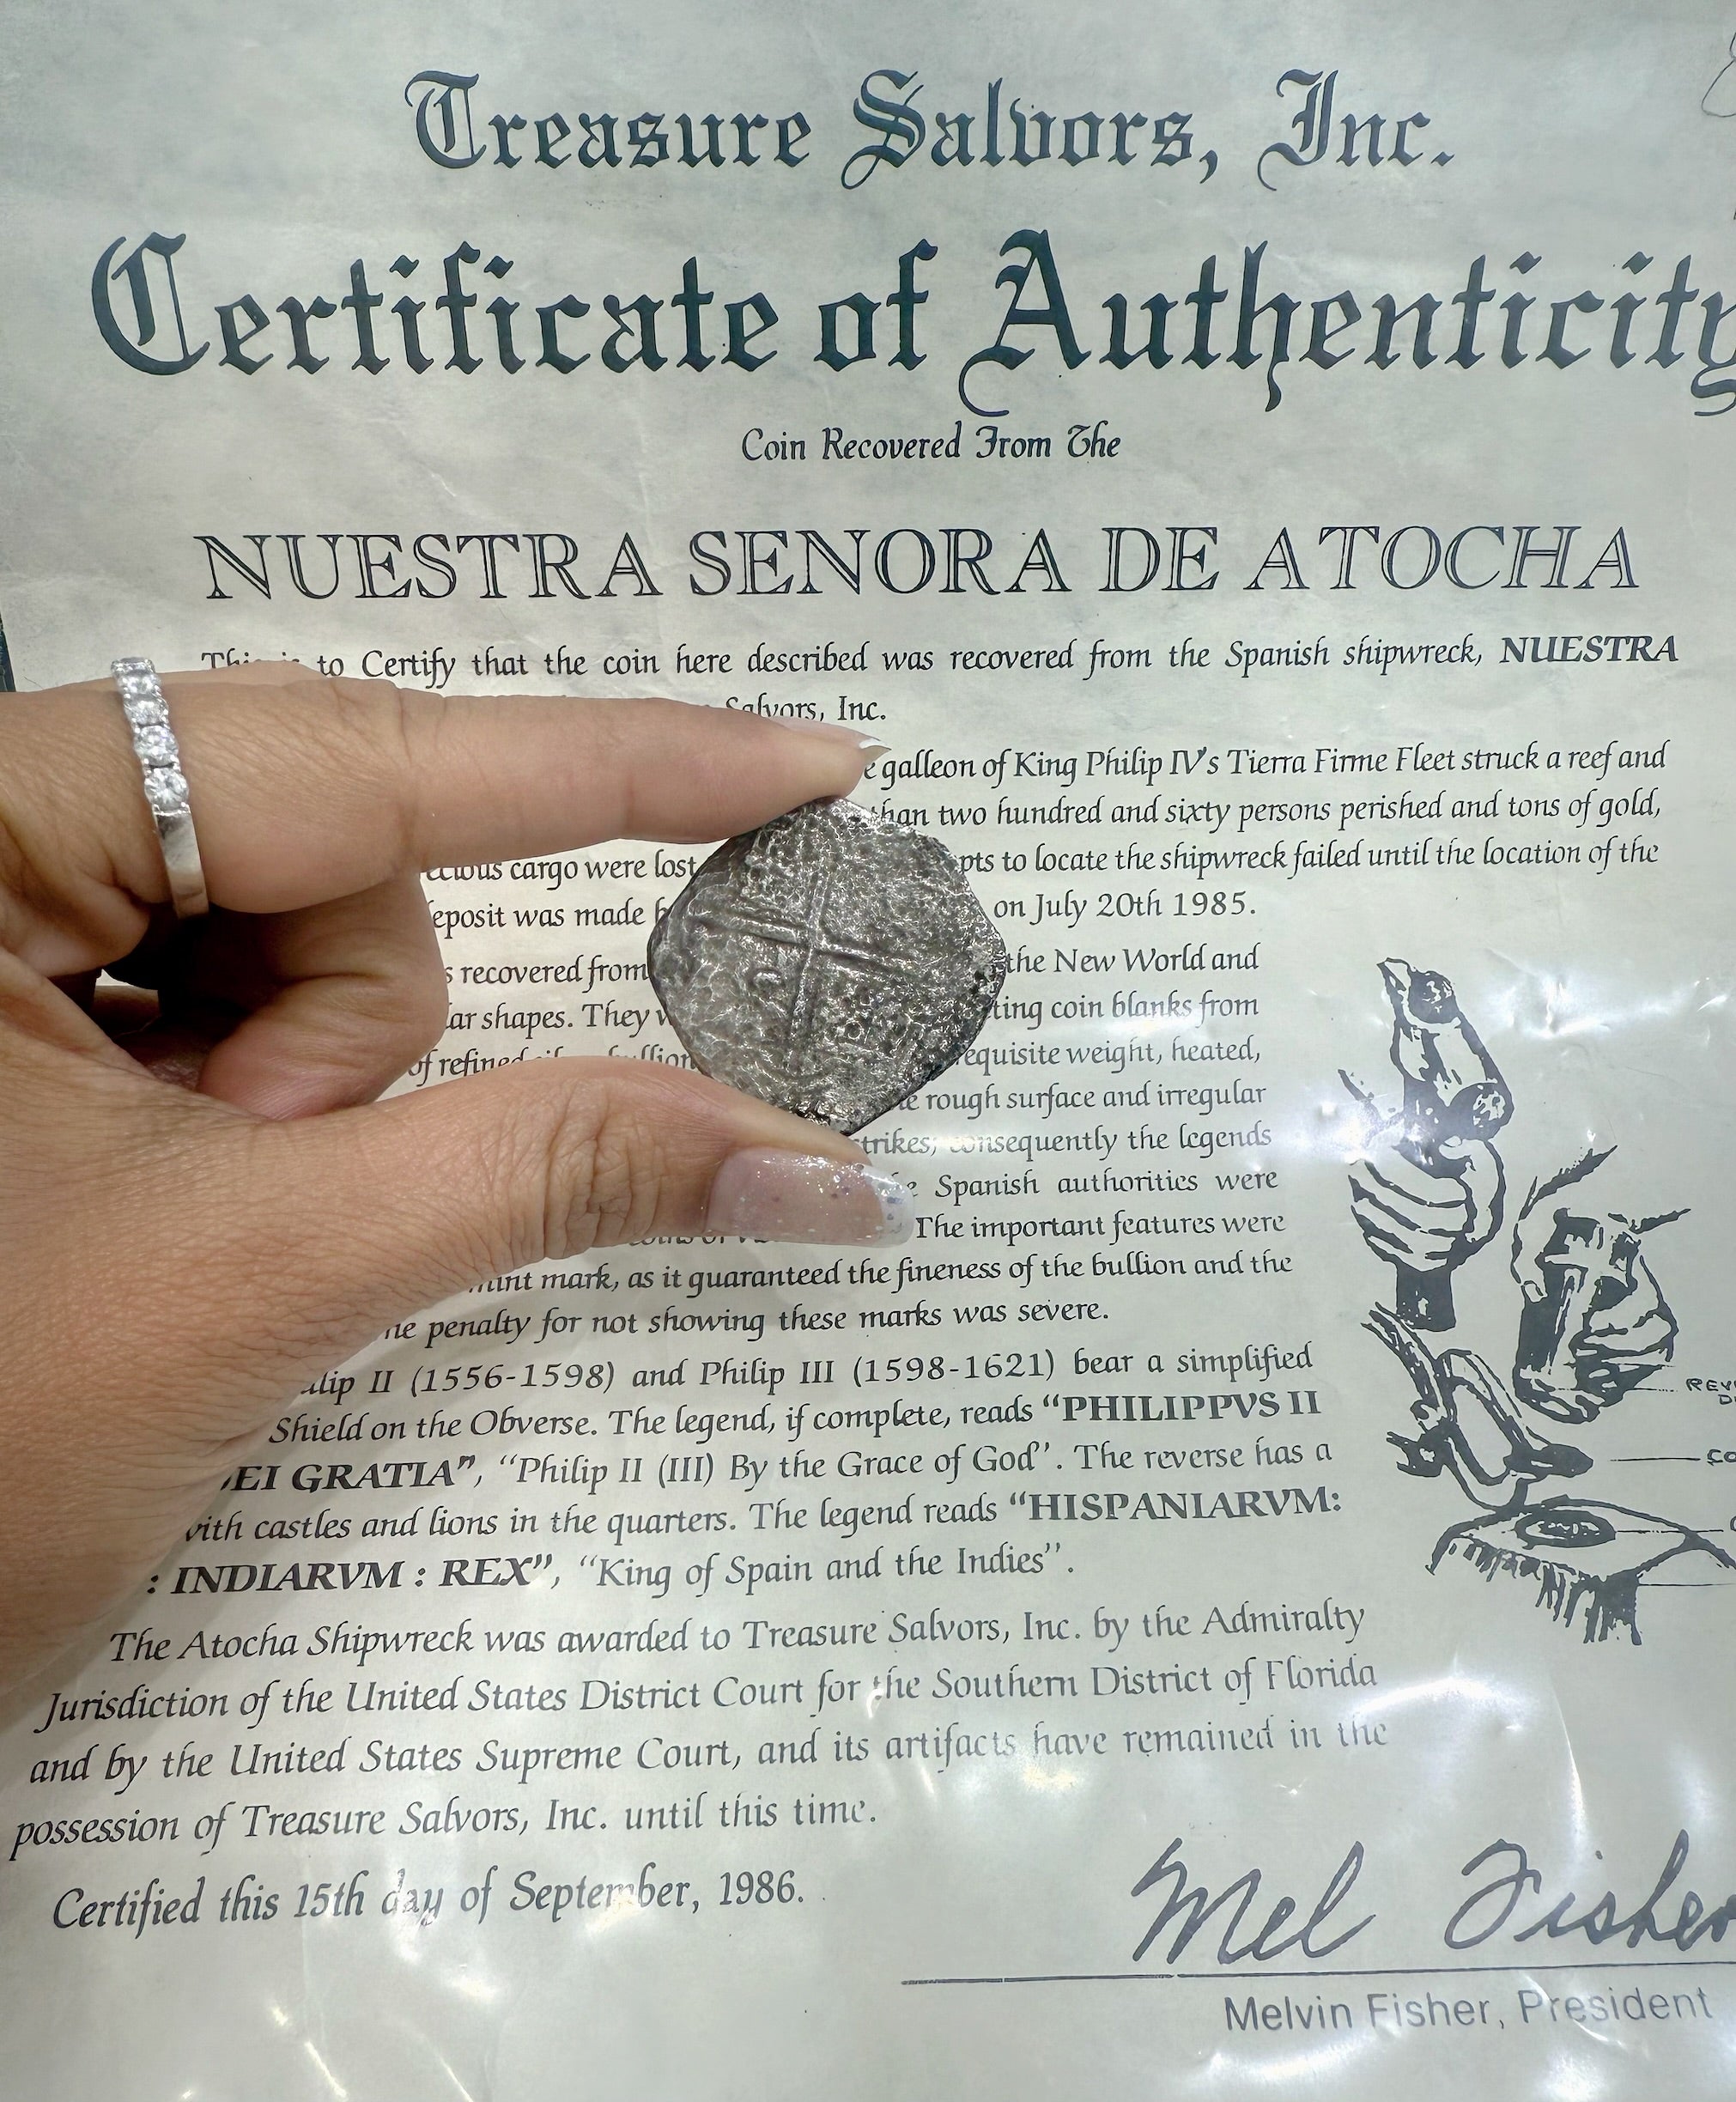 Treasure Salvors, Inc.
Certificate of Authenticity
Coin Recovered From The
NUESTRA SENORA DE ATOCHA
This is to Certify that the coin here described was recovered from the Spanish shipwreck, NUESTRA
Salvors, Inc.
galleon of King Philip IV's Tierra Firme Fleet struck a reef and
than two hundred and sixty persons perished and tons of gold,
cargo were lost to locate the shipwreck failed until the location of the
was made on July 20th 1985.
recovered from the New World and
shapes. They coin blanks from
of refined weight, heated,
rough surface and irregular
strikes, consequently the legends
Spanish authorities were
The important features were
mint mark, as it guaranteed the fineness of the bullion and the
penalty for not showing these marks was severe.
II (1556-1598) and Philip III (1598-1621) bear a simplified
Shield on the Obverse. The legend, if complete, reads "PHILIPPVS II
EI GRATIA", "Philip II (III) By the Grace of God". The reverse has a
with castles and lions in the quarters. The legend reads "HISPANIARVM:
: INDIARVM : REX", "King of Spain and the Indies".
The Atocha Shipwreck was awarded to Treasure Salvors, Inc. by the Admiralty
Jurisdiction of the United States District Court for the Southern District of Florida
and by the United States Supreme Court, and its artifacts have remained in the
possession of Treasure Salvors, Inc. until this time.
Certified this 15th day of September, 1986.
Mel Fisher
Melvin Fisher, President